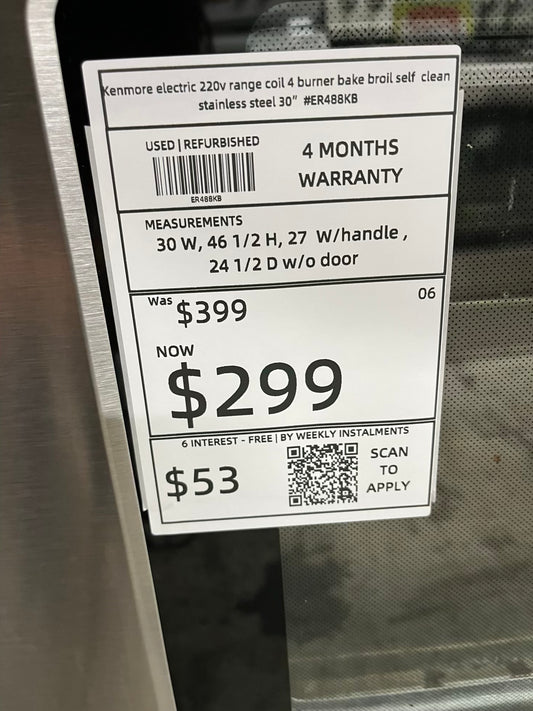 Kenmore electric 220v range coil 4 burner bake broil self clean
stainless steel 30" #ER488KB
USED | REFURBISHED
ER488KB
4 MONTHS
WARRANTY
MEASUREMENTS
30 W, 46 1/2 H, 27 W/handle ,
24 1/2 D w/o door
Was $399
06
NOW
$299
6 INTEREST - FREE | BY WEEKLY INSTALMENTS
$53
SCAN
TO
APPLY